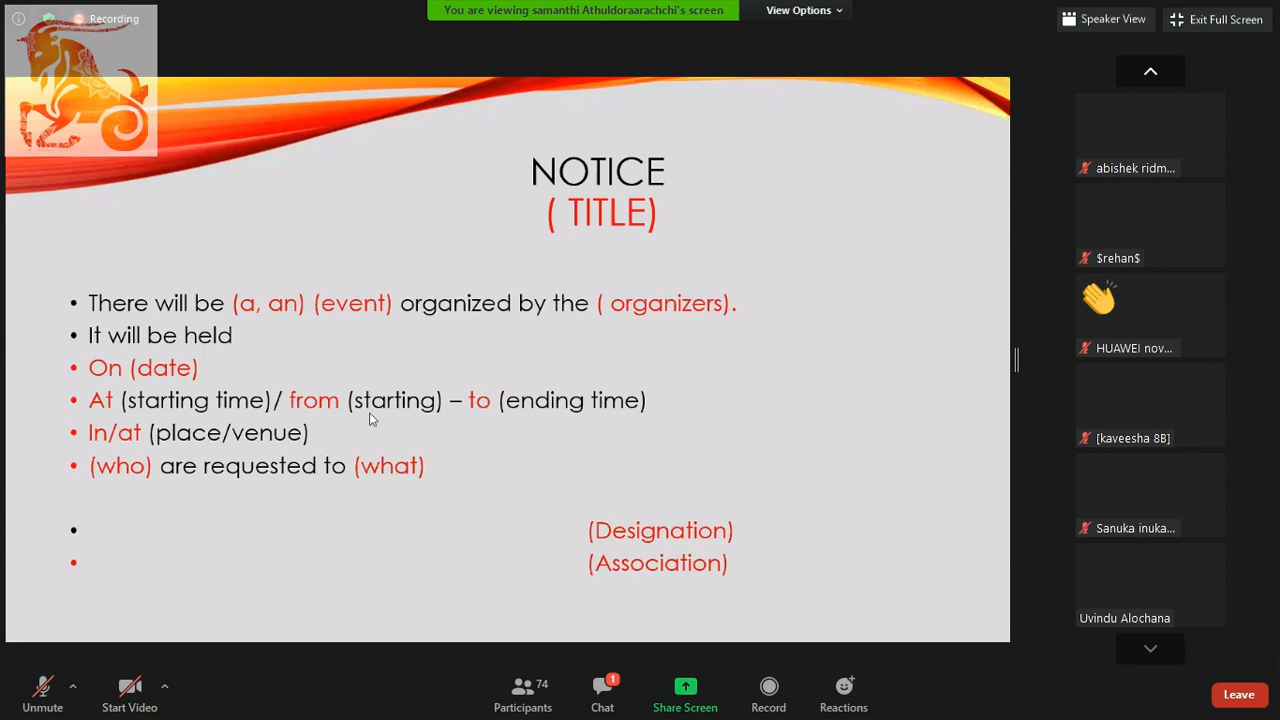 Recording
You are viewing samanthi Athuldoraarachchi's screen
View Options
Speaker View
Exit Full Screen
NOTICE
( TITLE)
• There will be (a, an) (event) organized by the ( organizers).
• It will be held
• On (date)
• At (starting time)/ from (starting) – to (ending time)
• In/at (place/venue)
• (who) are requested to (what)
• (Designation)
• (Association)
abishek ridm...
$rehan$
HUAWEI nov...
[kaveesha 8B]
Sanuka inuka...
Uvindu Alochana
Unmute
Start Video
74
Participants
1
Chat
Share Screen
Record
Reactions
Leave